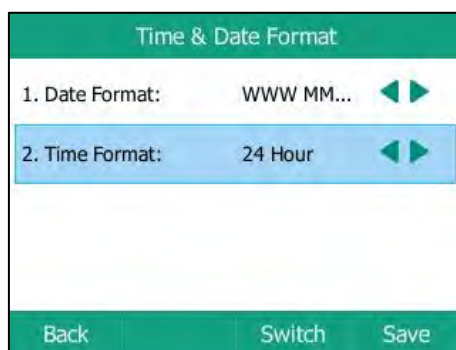 Time & Date Format
1. Date Format: WWW MM...
2. Time Format: 24 Hour
Back Switch Save